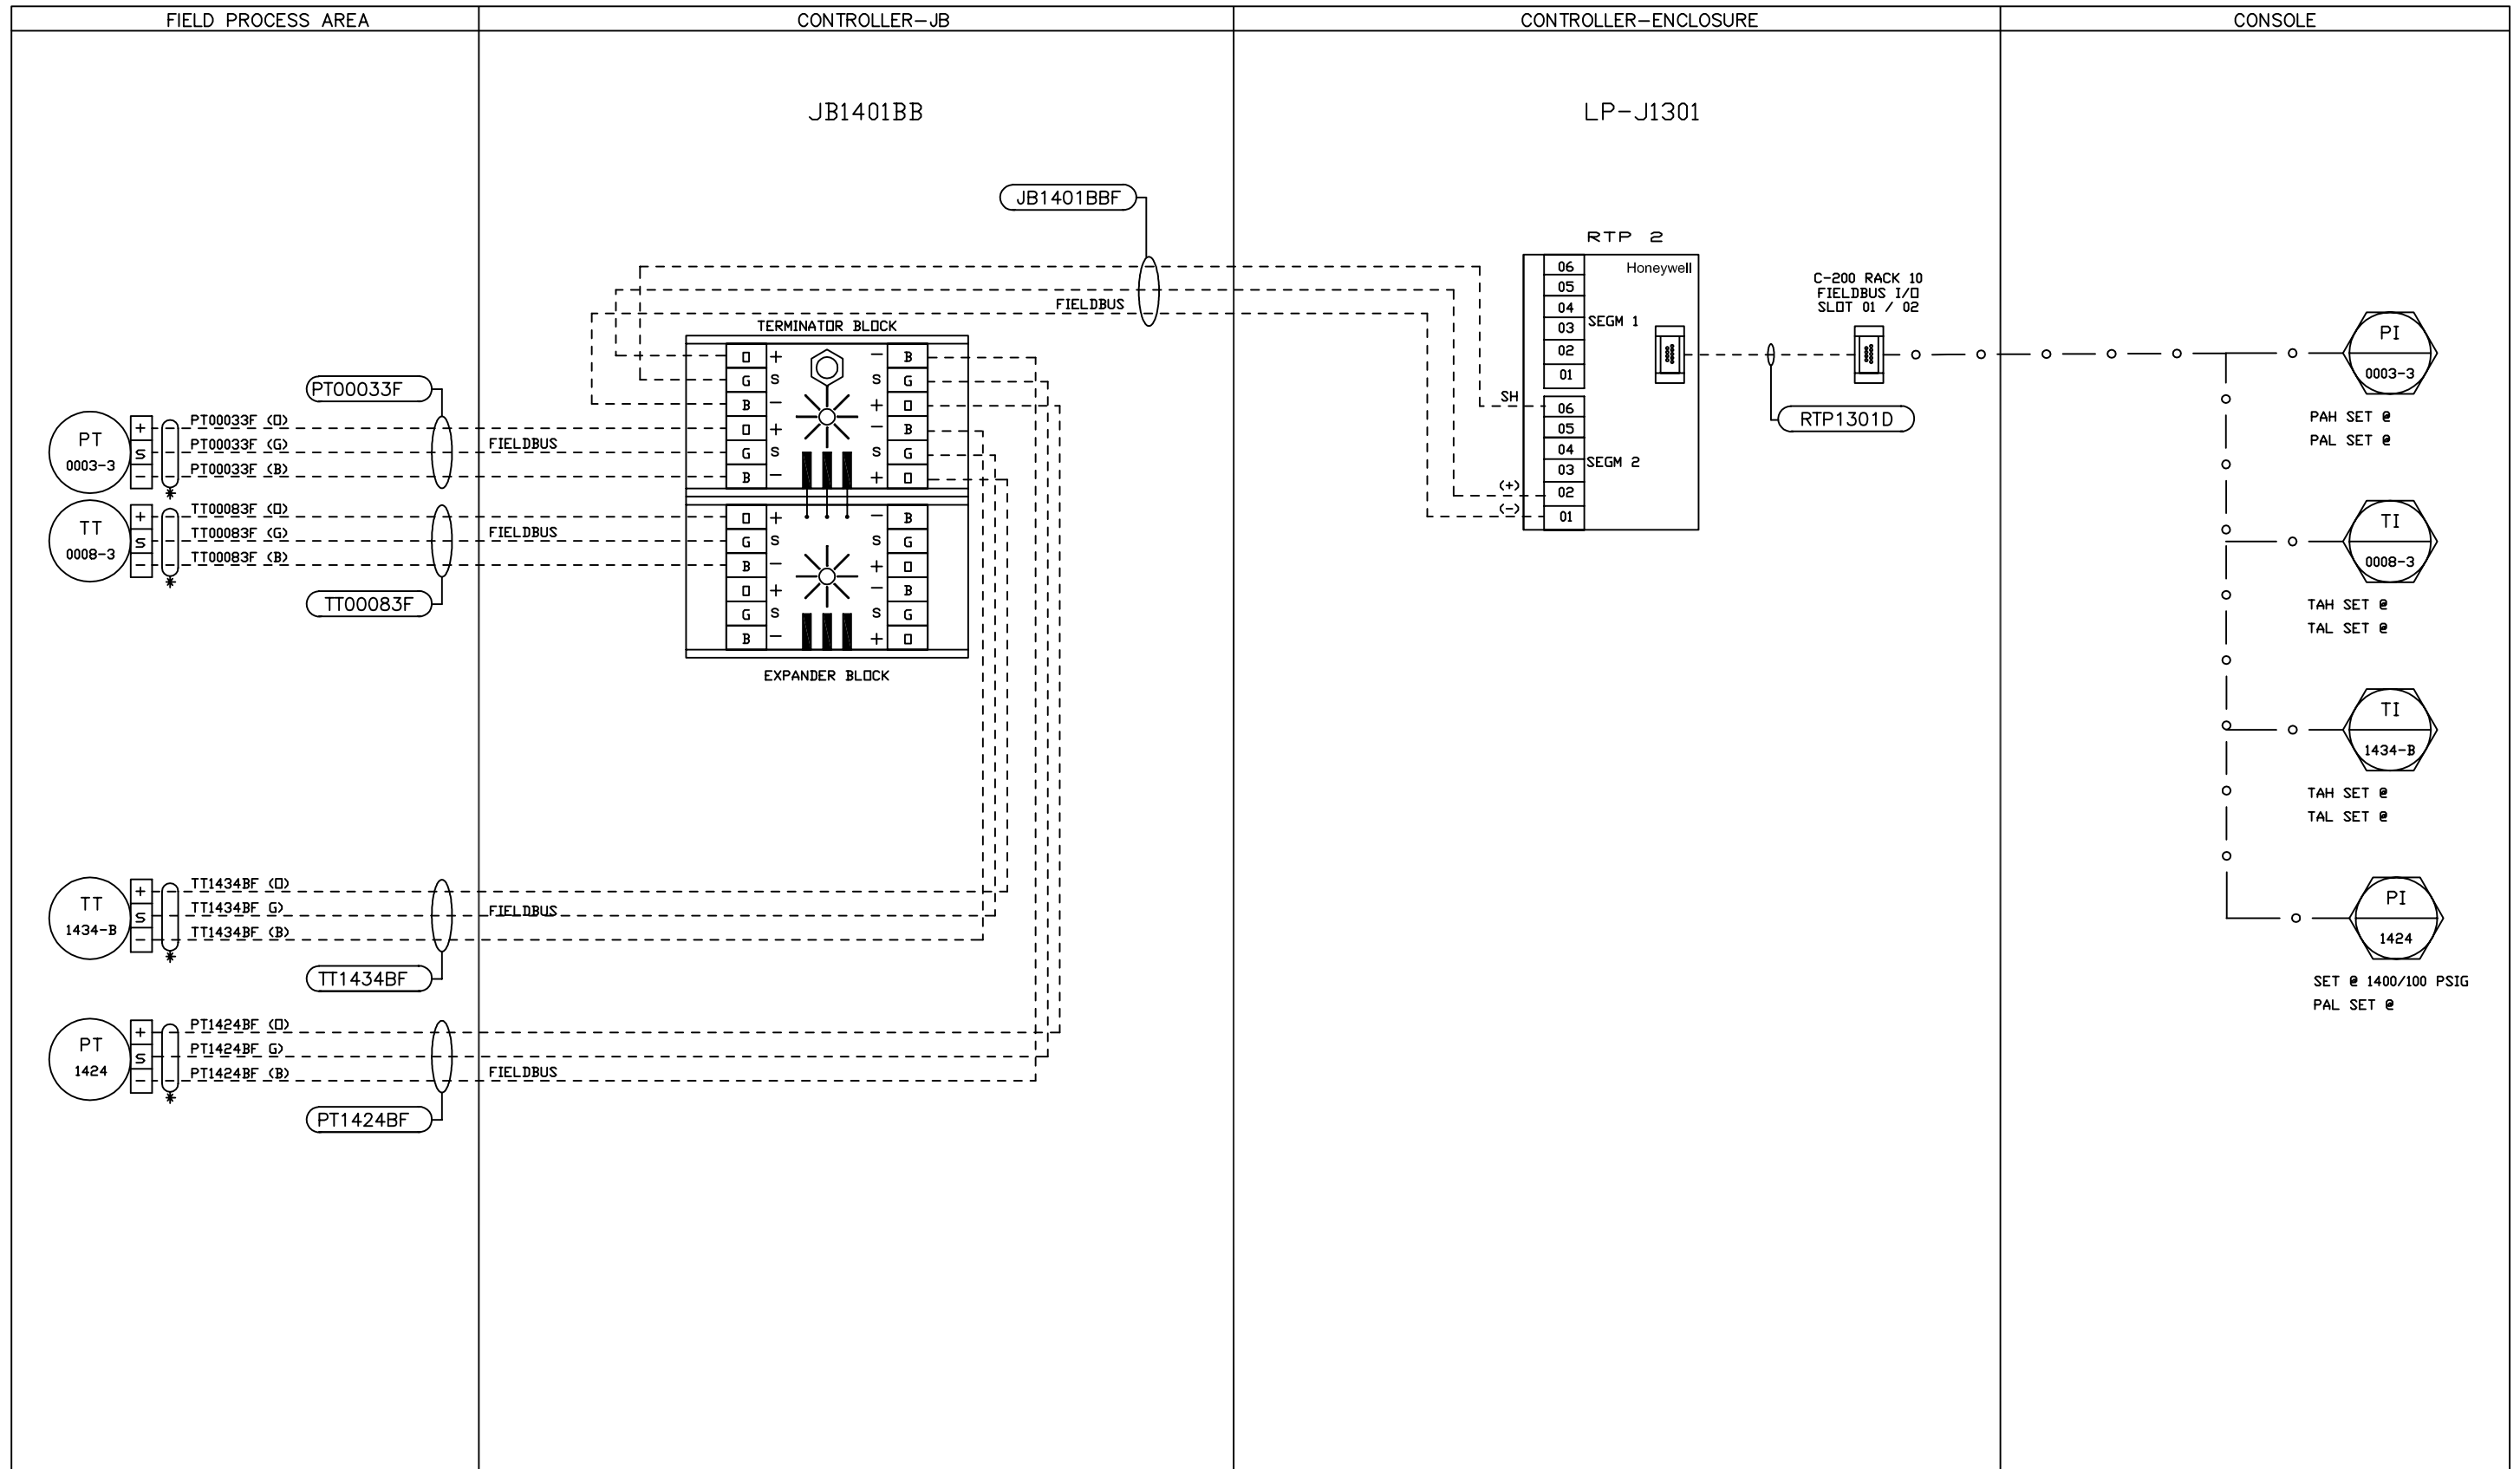 FIELD PROCESS AREA
CONTROLLER-JB
CONTROLLER-ENCLOSURE
CONSOLE
JB1401BB
LP-J1301
JB1401BBF
FIELDBUS
TERMINATOR BLOCK
O + - B
G S S G
B - + O
O + - B
G S S G
B - + O
O + - B
G S S G
B - + O
O + - B
G S S G
B - + O
EXPANDER BLOCK
PT00033F
PT
0003-3
+
S
-
PT00033F (O)
PT00033F (G)
PT00033F (B)
*
FIELDBUS
TT
0008-3
+
S
-
TT00083F (O)
TT00083F (G)
TT00083F (B)
*
FIELDBUS
TT00083F
TT
1434-B
+
S
-
TT1434BF (O)
TT1434BF G)
TT1434BF (B)
*
FIELDBUS
TT1434BF
PT
1424
+
S
-
PT1424BF (O)
PT1424BF G)
PT1424BF (B)
*
FIELDBUS
PT1424BF
RTP 2
Honeywell
06
05
04
03
02
01
SEGM 1
SH
06
05
04
03
02
01
SEGM 2
(+)
(-)
C-200 RACK 10
FIELDBUS I/O
SLOT 01 / 02
RTP1301D
PI
0003-3
PAH SET @
PAL SET @
TI
0008-3
TAH SET @
TAL SET @
TI
1434-B
TAH SET @
TAL SET @
PI
1424
SET @ 1400/100 PSIG
PAL SET @